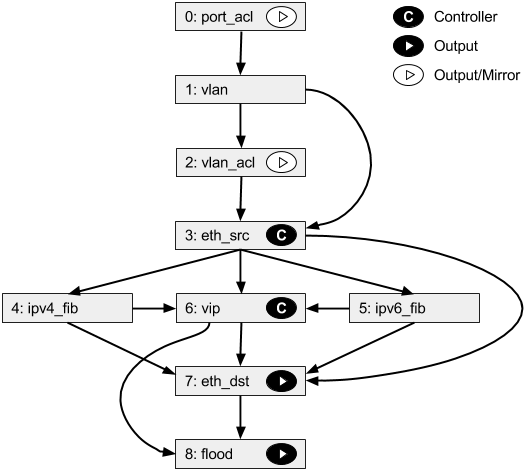 0: port_acl
C Controller
Output
1: vlan
Output/Mirror
2: vlan_acl
3: eth_src C
4: ipv4_fib
6: vip C
5: ipv6_fib
7: eth_dst
8: flood